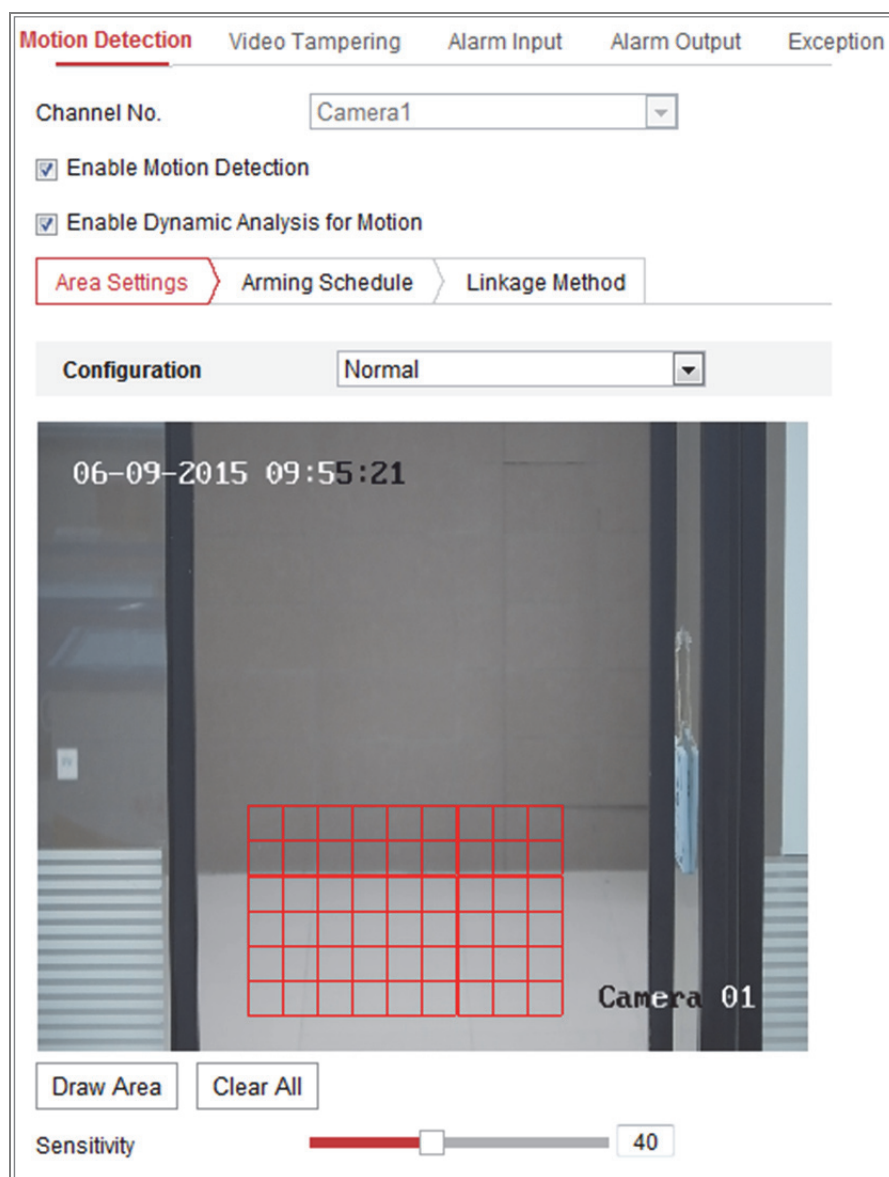 Motion Detection Video Tampering Alarm Input Alarm Output Exception
Channel No. Camera1
Enable Motion Detection
Enable Dynamic Analysis for Motion
Area Settings Arming Schedule Linkage Method
Configuration Normal
06-09-2015 09:55:21
Camera 01
Draw Area Clear All
Sensitivity 40